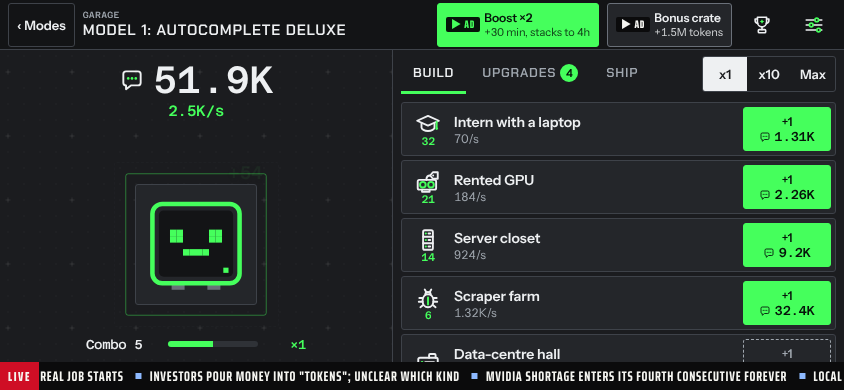 ‹ Modes
GARAGE
MODEL 1: AUTOCOMPLETE DELUXE
AD
Boost ×2
+30 min, stacks to 4h
AD
Bonus crate
+1.5M tokens
51.9K
2.5K/s
+64
Combo 5
×1
BUILD
UPGRADES 4
SHIP
x1
x10
Max
32
Intern with a laptop
70/s
+1
1.31K
21
Rented GPU
184/s
+1
2.26K
14
Server closet
924/s
+1
9.2K
6
Scraper farm
1.32K/s
+1
32.4K
Data-centre hall
+1
LIVE
REAL JOB STARTS ■ INVESTORS POUR MONEY INTO "TOKENS"; UNCLEAR WHICH KIND ■ MVIDIA SHORTAGE ENTERS ITS FOURTH CONSECUTIVE FOREVER ■ LOCAL